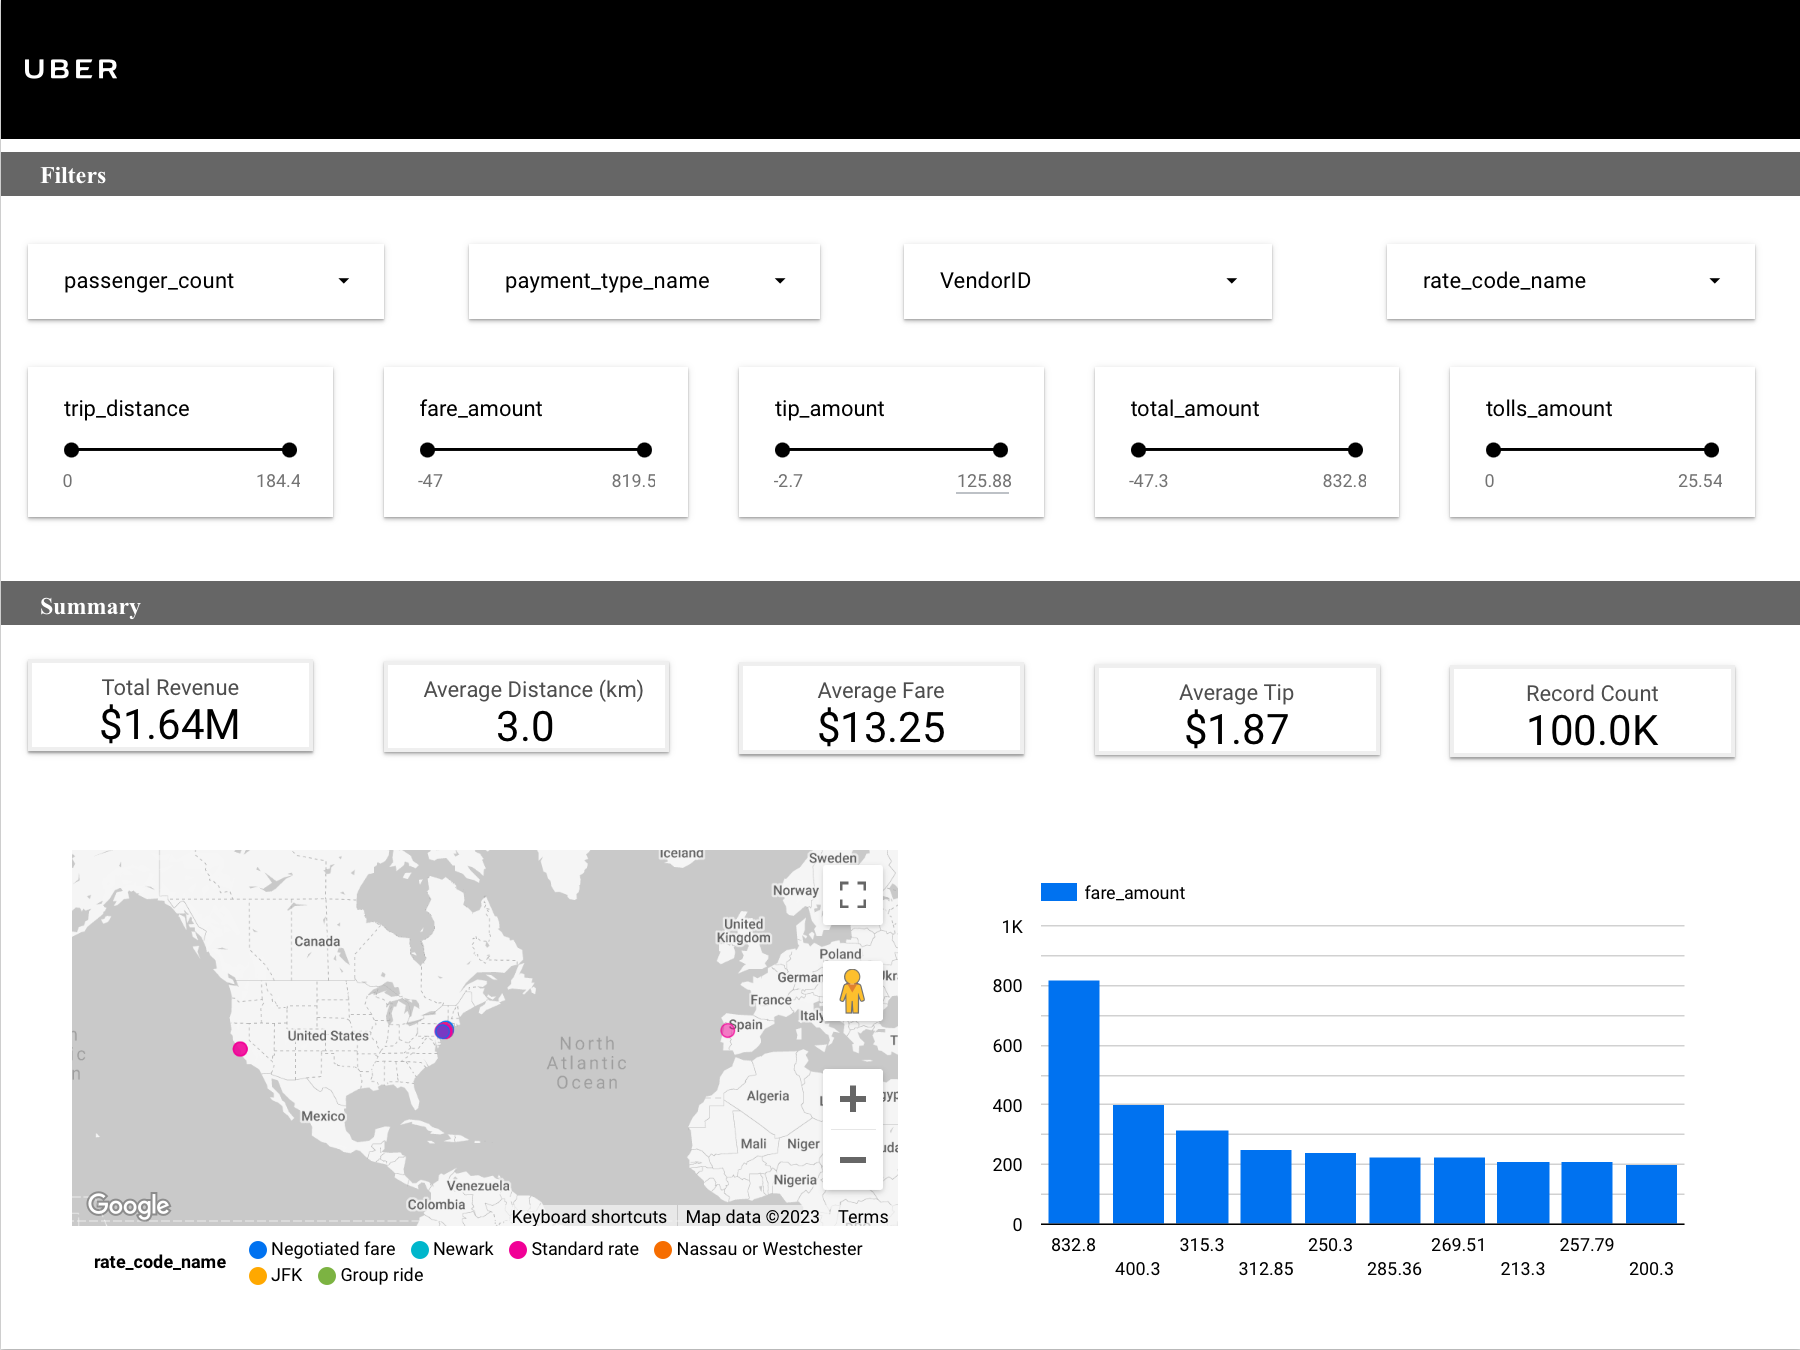 UBER
Filters
passenger_count
payment_type_name
VendorID
rate_code_name
trip_distance
0 184.4
fare_amount
-47 819.5
tip_amount
-2.7 125.88
total_amount
-47.3 832.8
tolls_amount
0 25.54
Summary
Total Revenue
$1.64M
Average Distance (km)
3.0
Average Fare
$13.25
Average Tip
$1.87
Record Count
100.0K
Iceland
Sweden
Norway
United
Kingdom
Canada
Poland
German
Ukr
France
Italy
Spain
United States
North
Atlantic
Ocean
Algeria
Mexico
Mali
Niger
Nigeria
Venezuela
Colombia
Google
Keyboard shortcuts
Map data ©2023
Terms
rate_code_name
Negotiated fare
Newark
Standard rate
Nassau or Westchester
JFK
Group ride
fare_amount
1K
800
600
400
200
0
832.8
400.3
315.3
312.85
250.3
285.36
269.51
213.3
257.79
200.3